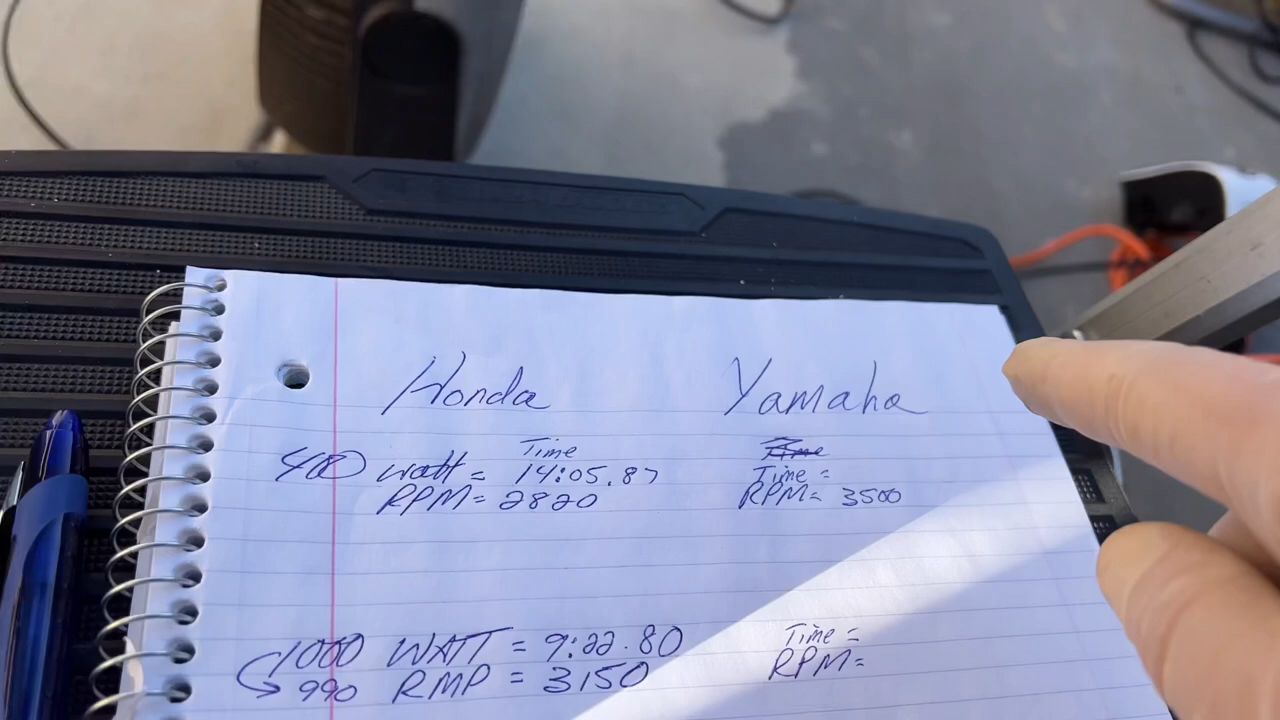 Honda Yamaha
Time
400 watt = 14:05.87 Time =
RPM = 2820 RPM = 3500
1000 WATT = 9:22.80 Time =
990 RMP = 3150 RPM =